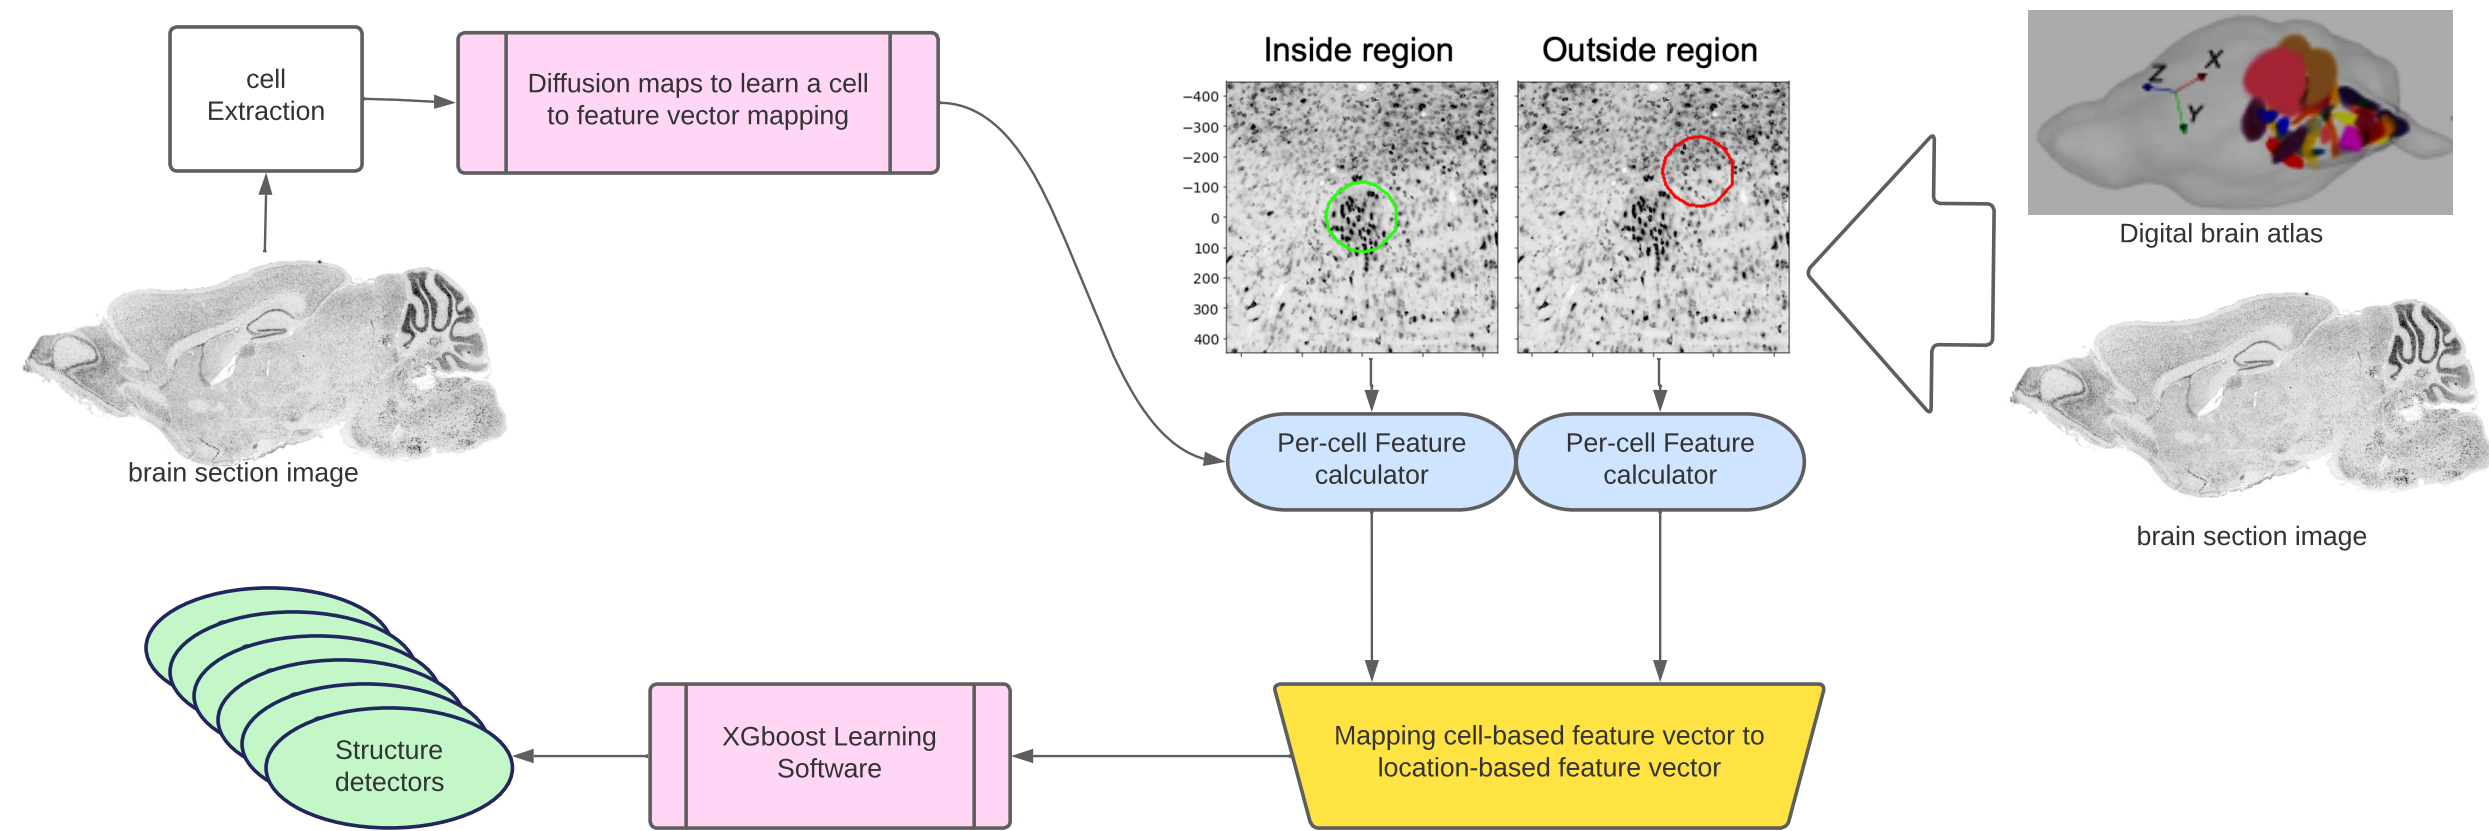 cell
Extraction
Diffusion maps to learn a cell
to feature vector mapping
brain section image
Inside region
Outside region
−400
−300
−200
−100
0
100
200
300
400
Z
X
Y
Digital brain atlas
brain section image
Per-cell Feature
calculator
Per-cell Feature
calculator
Mapping cell-based feature vector to
location-based feature vector
XGboost Learning
Software
Structure
detectors